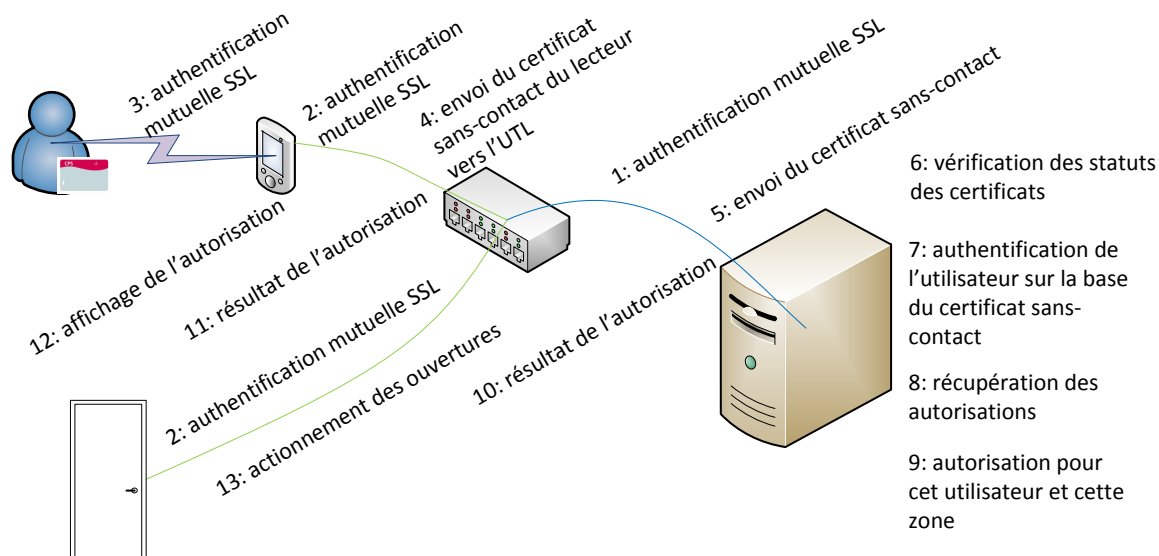 3: authentification
mutuelle SSL
2: authentification
mutuelle SSL
4: envoi du certificat
sans-contact du lecteur
vers l’UTL
1: authentification mutuelle SSL
5: envoi du certificat sans-contact
6: vérification des statuts
des certificats
7: authentification de
l’utilisateur sur la base
du certificat sans-
contact
8: récupération des
autorisations
9: autorisation pour
cet utilisateur et cette
zone
10: résultat de l’autorisation
11: résultat de l’autorisation
12: affichage de l’autorisation
2: authentification mutuelle SSL
13: actionnement des ouvertures
CPS